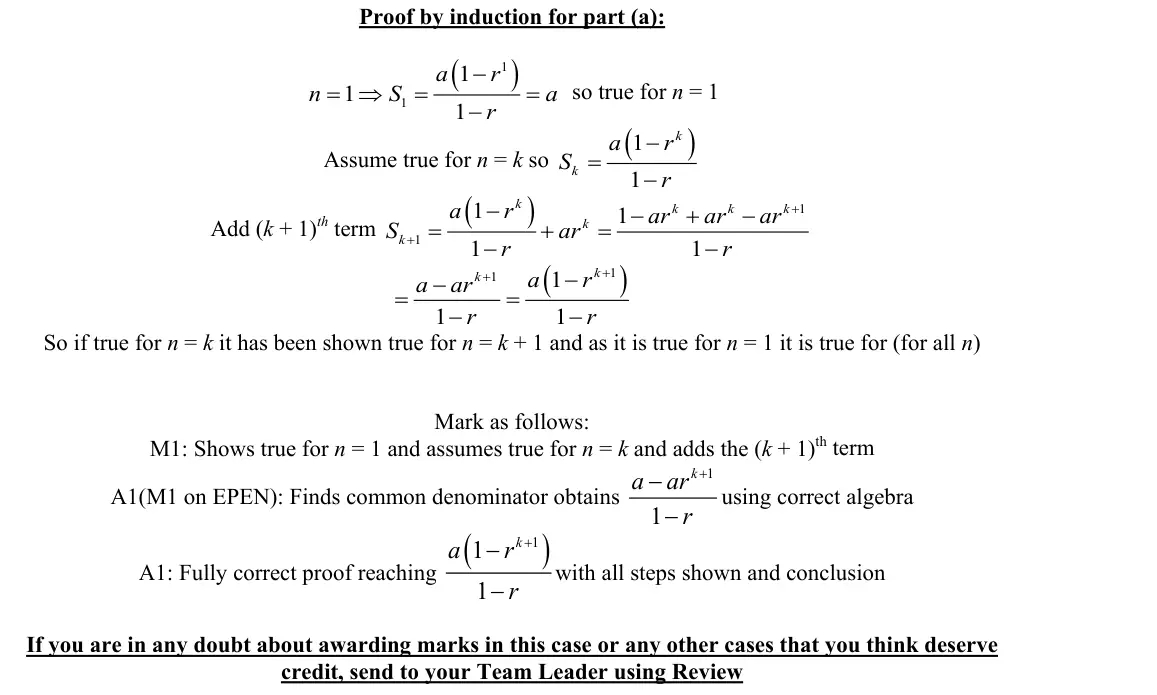 Proof by induction for part (a):
n = 1 ⇒ S₁ = a(1 − r¹)/(1 − r) = a so true for n = 1
Assume true for n = k so Sₖ = a(1 − rᵏ)/(1 − r)
Add (k + 1)ᵗʰ term Sₖ₊₁ = a(1 − rᵏ)/(1 − r) + arᵏ = (1 − arᵏ + arᵏ − arᵏ⁺¹)/(1 − r)
= (a − arᵏ⁺¹)/(1 − r) = a(1 − rᵏ⁺¹)/(1 − r)
So if true for n = k it has been shown true for n = k + 1 and as it is true for n = 1 it is true for (for all n)
Mark as follows:
M1: Shows true for n = 1 and assumes true for n = k and adds the (k + 1)ᵗʰ term
A1(M1 on EPEN): Finds common denominator obtains (a − arᵏ⁺¹)/(1 − r) using correct algebra
A1: Fully correct proof reaching a(1 − rᵏ⁺¹)/(1 − r) with all steps shown and conclusion
If you are in any doubt about awarding marks in this case or any other cases that you think deserve
credit, send to your Team Leader using Review